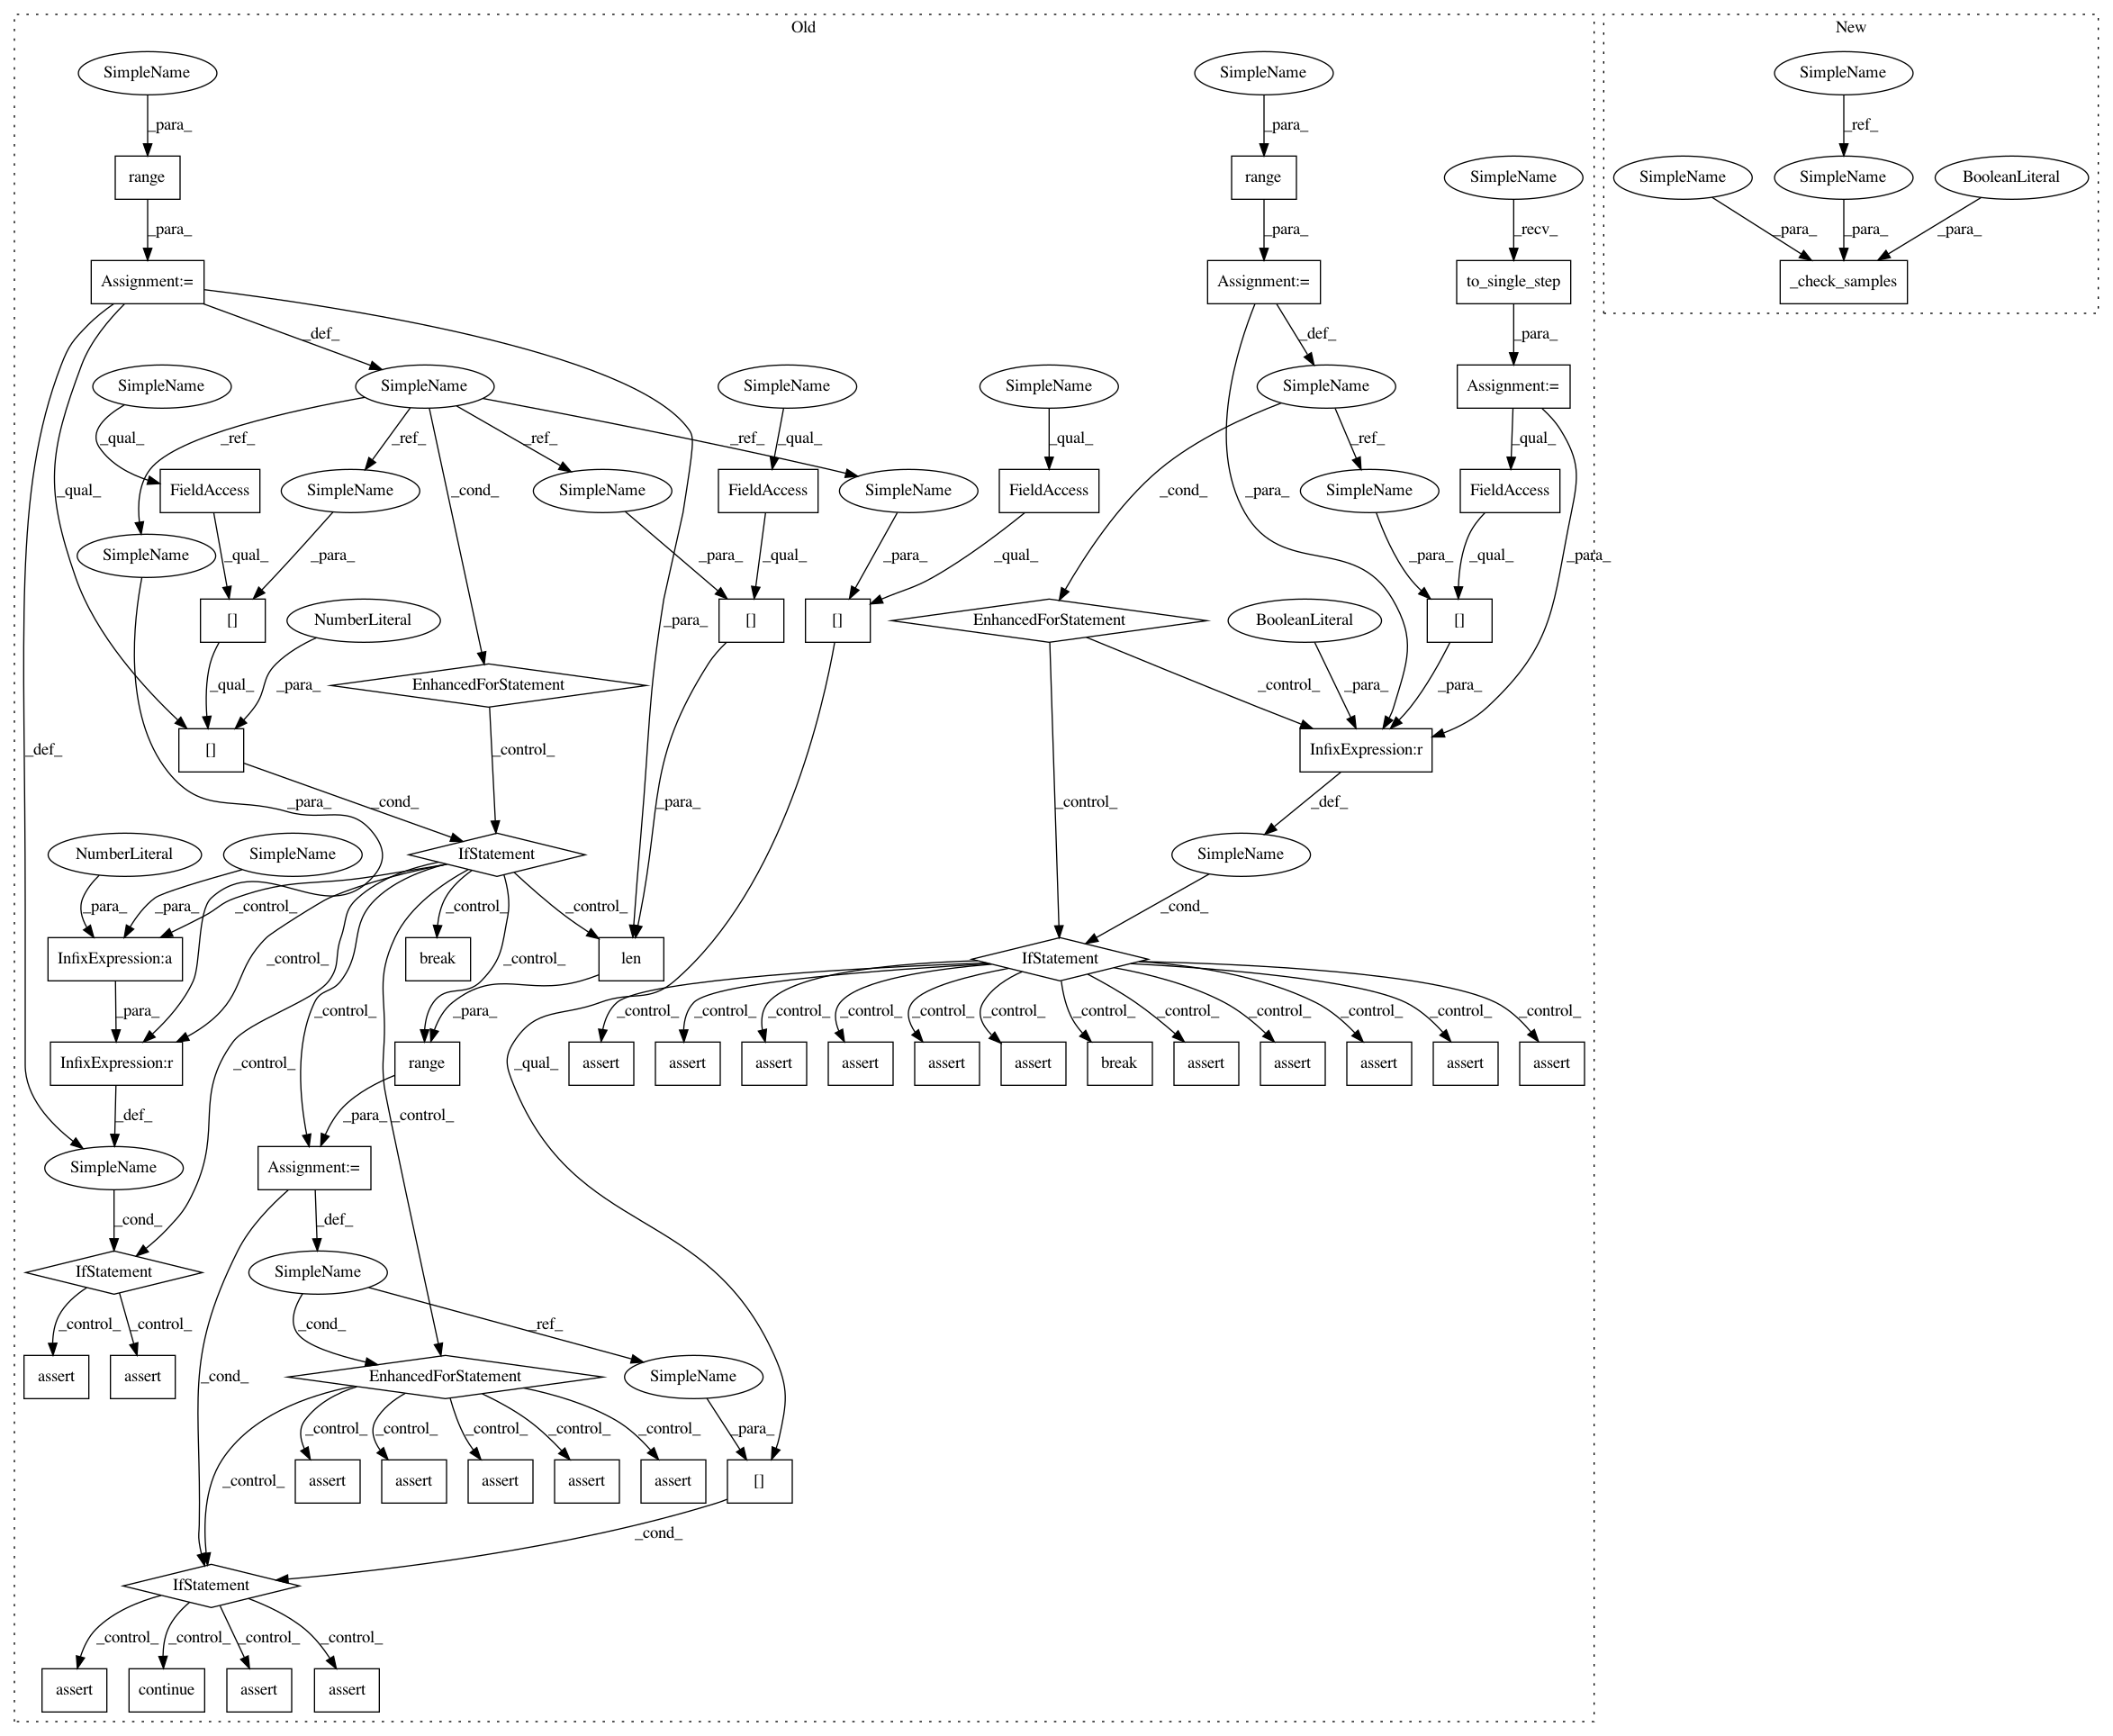 Old
New
SimpleName
SimpleName
SimpleName
_para_
_para_
_ref_
range
range
SimpleName
SimpleName
SimpleName
BooleanLiteral
_para_
_para_
_recv_
_para_
_para_
_para_
Assignment:=
Assignment:=
to_single_step
_check_samples
_def_
_def_
_para_
SimpleName
SimpleName
SimpleName
SimpleName
SimpleName
Assignment:=
_qual_
_ref_
_ref_
_ref_
_ref_
_qual_
_qual_
_ref_
_qual_
FieldAccess
SimpleName
_cond_
SimpleName
FieldAccess
SimpleName
FieldAccess
_cond_
_para_
SimpleName
FieldAccess
_qual_
SimpleName
_qual_
_para_
_para_
_qual_
_para_
_qual_
_para_
_qual_
_para_
[]
NumberLiteral
[]
_para_
[]
EnhancedForStatement
BooleanLiteral
[]
_qual_
_para_
EnhancedForStatement
_control_
_para_
_para_
_def_
[]
_control_
InfixExpression:r
_para_
_cond_
_para_
_control_
_def_
NumberLiteral
SimpleName
IfStatement
SimpleName
_para_
_para_
_control_
_control_
_control_
_cond_
InfixExpression:a
_control_
break
_control_
len
IfStatement
_para_
_control_
_control_
_para_
_control_
_control_
_control_
_control_
_control_
_control_
_control_
_control_
_control_
_control_
_control_
_control_
InfixExpression:r
range
_qual_
assert
assert
assert
assert
assert
assert
break
assert
assert
assert
assert
assert
_def_
_para_
_control_
SimpleName
Assignment:=
_cond_
_def_
IfStatement
SimpleName
_control_
_control_
_cond_
_ref_
assert
assert
_cond_
EnhancedForStatement
SimpleName
_control_
_control_
_control_
_control_
_control_
_control_
_para_
assert
assert
assert
assert
assert
[]
_cond_
IfStatement
_control_
_control_
_control_
_control_
assert
continue
assert
assert